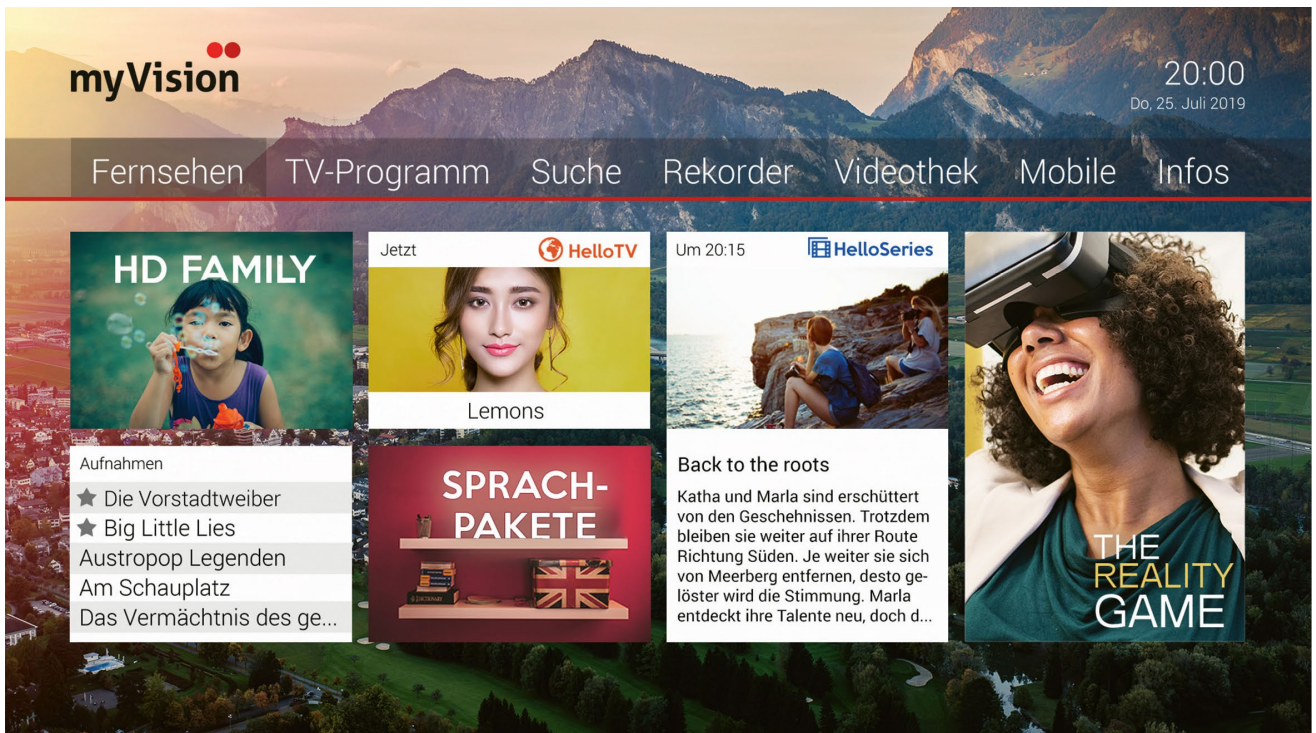 myVision
20:00
Do, 25. Juli 2019
Fernsehen TV-Programm Suche Rekorder Videothek Mobile Infos
HD FAMILY
Aufnahmen
Die Vorstadtweiber
Big Little Lies
Austropop Legenden
Am Schauplatz
Das Vermächtnis des ge...
Jetzt HelloTV
Lemons
SPRACH-
PAKETE
DICTIONARY
Um 20:15 HelloSeries
Back to the roots
Katha und Marla sind erschüttert
von den Geschehnissen. Trotzdem
bleiben sie weiter auf ihrer Route
Richtung Süden. Je weiter sie sich
von Meerberg entfernen, desto ge-
löster wird die Stimmung. Marla
entdeckt ihre Talente neu, doch d...
THE
REALITY
GAME